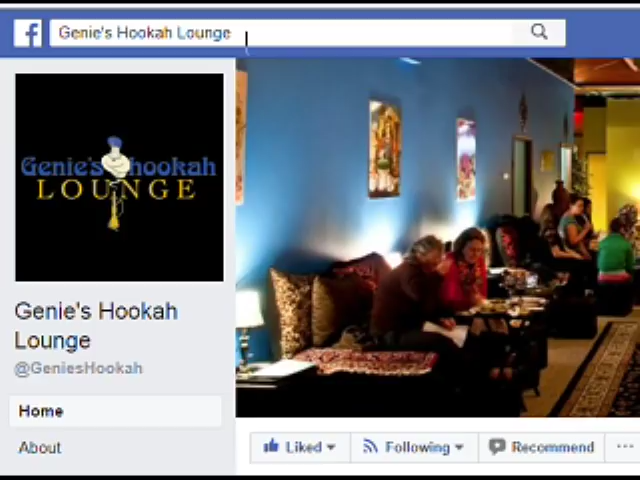 f Genie's Hookah Lounge
Genie's hookah
LOUNGE
Genie's Hookah
Lounge
@GeniesHookah
Home
About
Liked Following Recommend ...